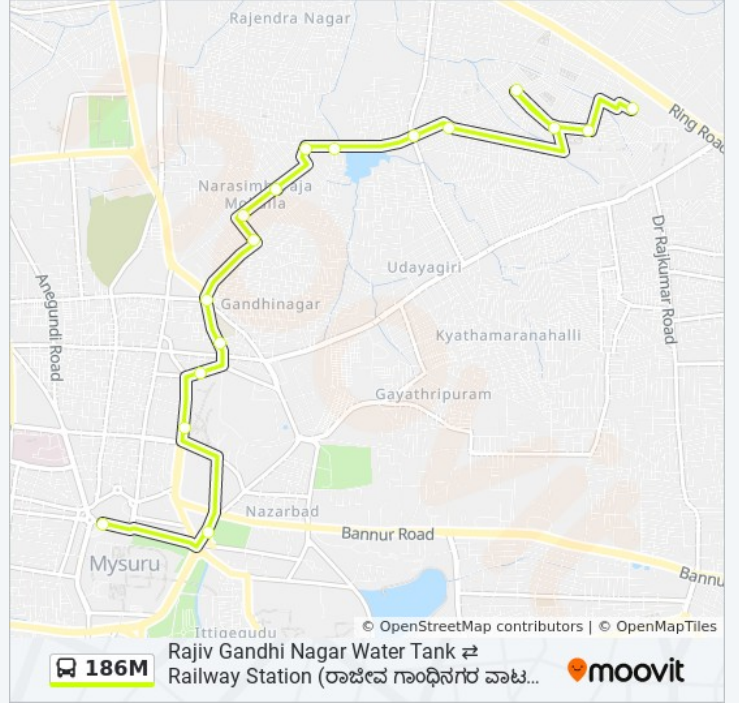 Rajendra Nagar
Ring Road
Narasimharaja
Mohalla
Dr Rajkumar Road
Udayagiri
Anegundi Road
Gandhinagar
Kyathamaranahalli
Gayathripuram
Nazarbad
Bannur Road
Mysuru
Bannu
Ittigegudu
© OpenStreetMap contributors | © OpenMapTiles
186M
Rajiv Gandhi Nagar Water Tank ⇄
Railway Station (ರಾಜೀವ ಗಾಂಧಿನಗರ ವಾಟ…
moovit